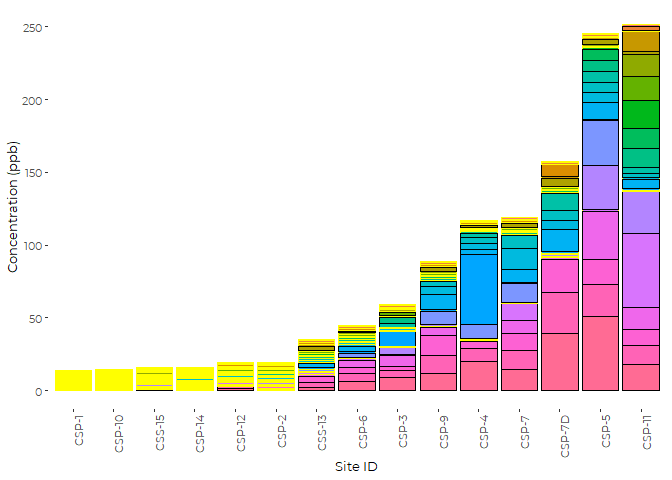 250
200
150
100
50
0
Concentration (ppb)
CSP-1
CSP-10
CSS-15
CSP-14
CSP-12
CSP-2
CSS-13
CSP-6
CSP-3
CSP-9
CSP-4
CSP-7
CSP-7D
CSP-5
CSP-11
Site ID